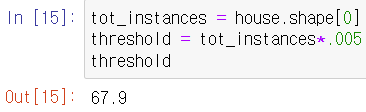 In [15]: tot_instances = house.shape[0]
threshold = tot_instances*.005
threshold
Out[15]: 67.9